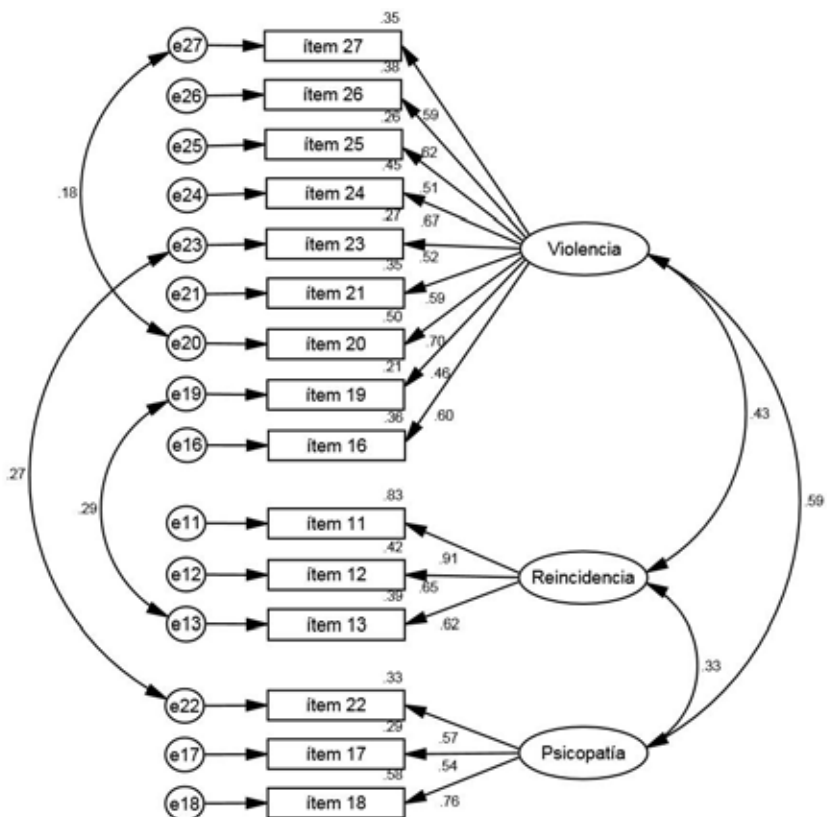 .35
e27 ítem 27
.38
e26 ítem 26
.59
.26
e25 ítem 25
.62
.45
e24 ítem 24
.51
.18
.27
.67
e23 ítem 23
Violencia
.52
.35
e21 ítem 21
.59
.50
e20 ítem 20
.70
.21
.46
e19 ítem 19
.36
.60
.43
e16 ítem 16
.27
.83
.59
.29
e11 ítem 11
.42
.91
e12 ítem 12
Reincidencia
.65
.39
e13 ítem 13
.62
.33
.33
e22 ítem 22
.29
.57
e17 ítem 17
Psicopatía
.54
.58
e18 ítem 18
.76